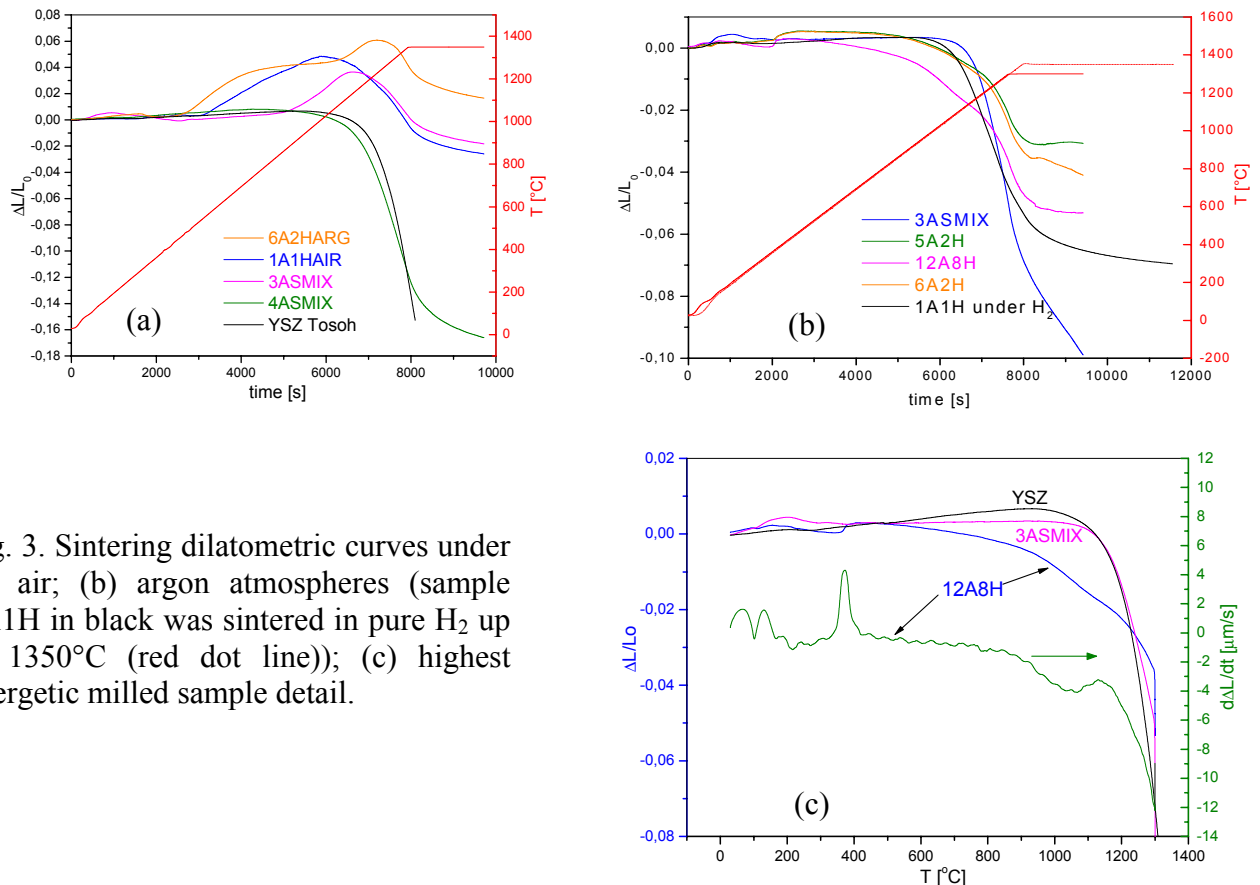 0,08
0,06
0,04
0,02
0,00
-0,02
-0,04
-0,06
-0,08
-0,10
-0,12
-0,14
-0,16
-0,18
ΔL/L0
1400
1200
1000
800
600
400
200
0
T [°C]
6A2HARG
1A1HAIR
3ASMIX
4ASMIX
YSZ Tosoh
(a)
0 2000 4000 6000 8000 10000
time [s]
0,00
-0,02
-0,04
-0,06
-0,08
-0,10
ΔL/L0
1600
1400
1200
1000
800
600
400
200
0
-200
T [°C]
3ASMIX
5A2H
12A8H
6A2H
1A1H under H2
(b)
0 2000 4000 6000 8000 10000 12000
time [s]
g. 3. Sintering dilatometric curves under
air; (b) argon atmospheres (sample
1H in black was sintered in pure H2 up
1350°C (red dot line)); (c) highest
ergetic milled sample detail.
0,02
0,00
-0,02
-0,04
-0,06
-0,08
ΔL/Lo
12
10
8
6
4
2
0
-2
-4
-6
-8
-10
-12
-14
dΔL/dt [μm/s]
YSZ
3ASMIX
12A8H
(c)
0 200 400 600 800 1000 1200 1400
T [°C]